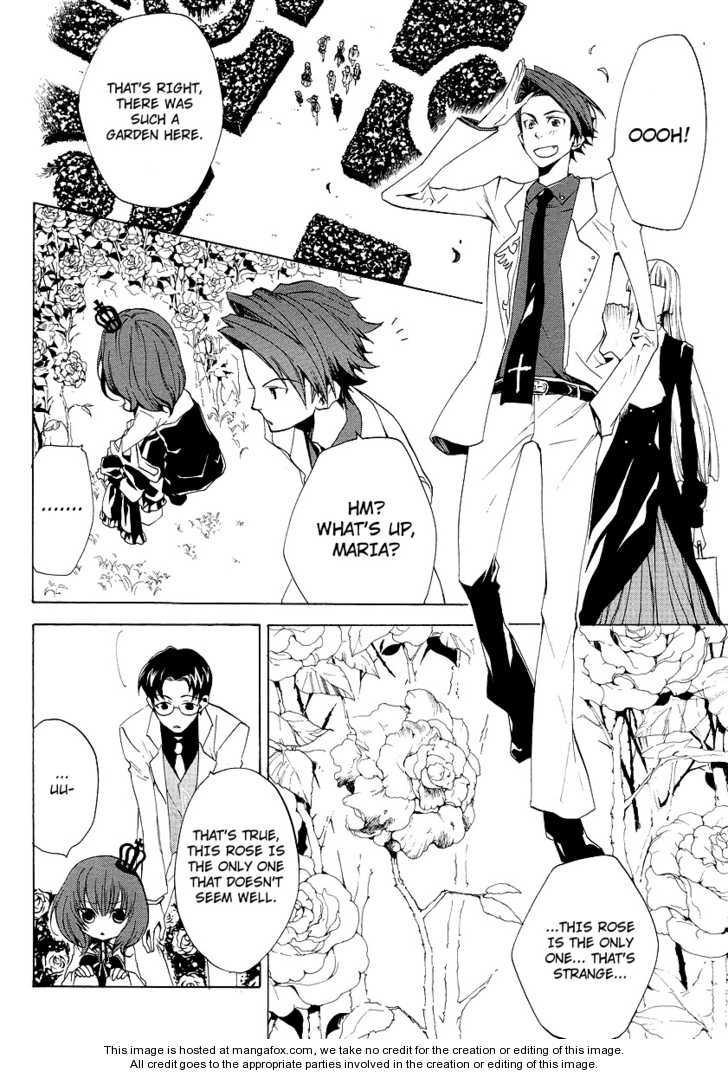 OOOH!
THAT'S RIGHT,
THERE WAS
SUCH A
GARDEN HERE.
HM?
WHAT'S UP,
MARIA?
.......
...THIS ROSE
IS THE ONLY
ONE... THAT'S
STRANGE...
THAT'S TRUE,
THIS ROSE IS
THE ONLY ONE
THAT DOESN'T
SEEM WELL.
...
UU-
This image is hosted at mangafox.com, we take no credit for the creation or editing of this image.
All credit goes to the appropriate parties involved in the creation or editing of this image.